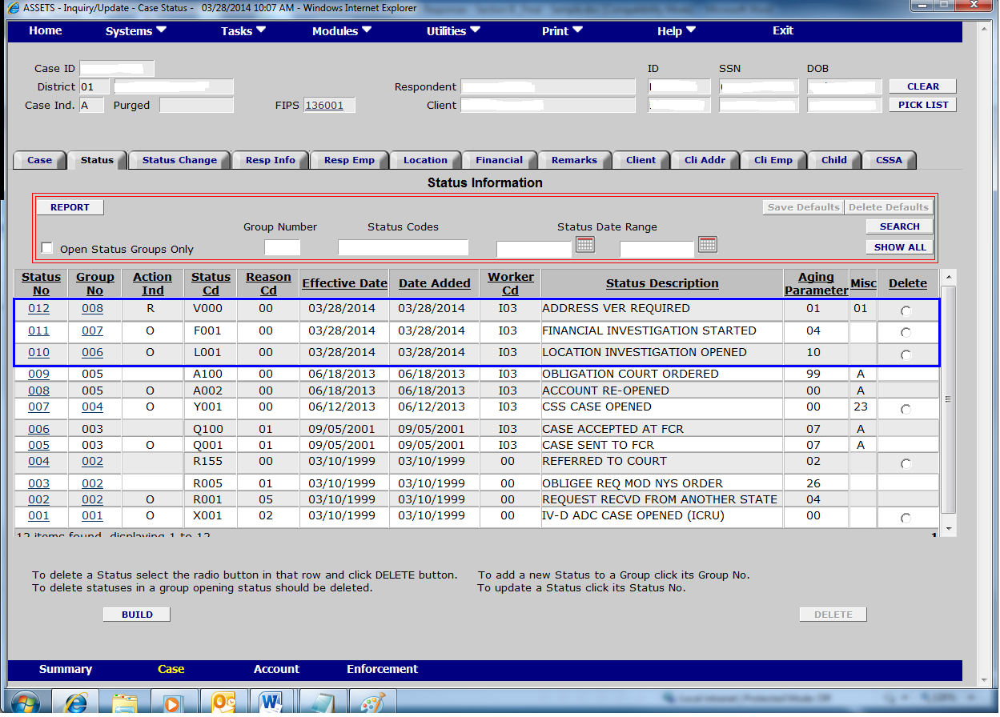 ASSETS - Inquiry/Update - Case Status -   03/28/2014 10:07 AM - Windows Internet Explorer
Home Systems Tasks Modules Utilities Print Help Exit
Case ID ID SSN DOB
District 01 Respondent CLEAR
Case Ind. A Purged FIPS 136001 Client PICK LIST
Case Status Status Change Resp Info Resp Emp Location Financial Remarks Client Cli Addr Cli Emp Child CSSA
Status Information
REPORT Save Defaults Delete Defaults
Group Number Status Codes Status Date Range SEARCH
Open Status Groups Only SHOW ALL
Status No Group No Action Ind Status Cd Reason Cd Effective Date Date Added Worker Cd Status Description Aging Parameter Misc Delete
012 008 R V000 00 03/28/2014 03/28/2014 I03 ADDRESS VER REQUIRED 01 01
011 007 O F001 00 03/28/2014 03/28/2014 I03 FINANCIAL INVESTIGATION STARTED 04
010 006 O L001 00 03/28/2014 03/28/2014 I03 LOCATION INVESTIGATION OPENED 10
009 005 A100 00 06/18/2013 06/18/2013 I03 OBLIGATION COURT ORDERED 99 A
008 005 O A002 00 06/18/2013 06/18/2013 I03 ACCOUNT RE-OPENED 00 A
007 004 O Y001 00 06/12/2013 06/12/2013 I03 CSS CASE OPENED 00 23
006 003 Q100 01 09/05/2001 09/05/2001 I03 CASE ACCEPTED AT FCR 07 A
005 003 O Q001 01 09/05/2001 09/05/2001 I03 CASE SENT TO FCR 07 A
004 002 R155 00 03/10/1999 03/10/1999 00 REFERRED TO COURT 02
003 002 R005 01 03/10/1999 03/10/1999 00 OBLIGEE REQ MOD NYS ORDER 26
002 002 O R001 05 03/10/1999 03/10/1999 00 REQUEST RECVD FROM ANOTHER STATE 04
001 001 O X001 02 03/10/1999 03/10/1999 00 IV-D ADC CASE OPENED (ICRU) 00
12 items found, displaying 1 to 12 1
To delete a Status select the radio button in that row and click DELETE button. To add a new Status to a Group click its Group No.
To delete statuses in a group opening status should be deleted. To update a Status click its Status No.
BUILD DELETE
Summary Case Account Enforcement